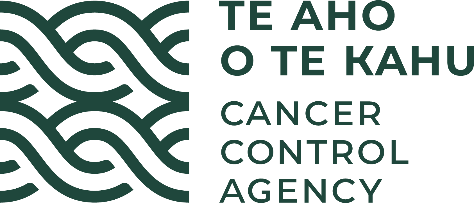 TE AHO
O TE KAHU
CANCER
CONTROL
AGENCY